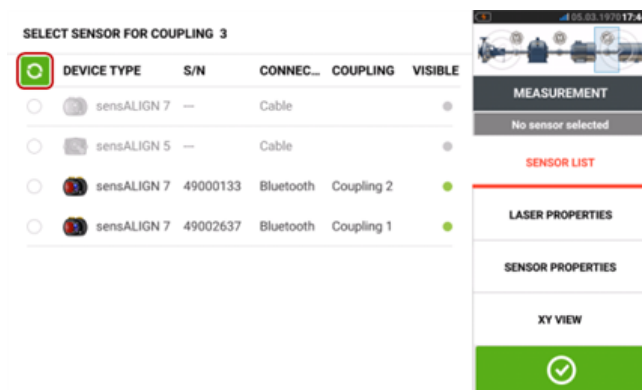 05.03.1970 17:4
SELECT SENSOR FOR COUPLING 3
DEVICE TYPE S/N CONNEC... COUPLING VISIBLE
sensALIGN 7 — Cable
sensALIGN 5 — Cable
sensALIGN 7 49000133 Bluetooth Coupling 2
sensALIGN 7 49002637 Bluetooth Coupling 1
MEASUREMENT
No sensor selected
SENSOR LIST
LASER PROPERTIES
SENSOR PROPERTIES
XY VIEW